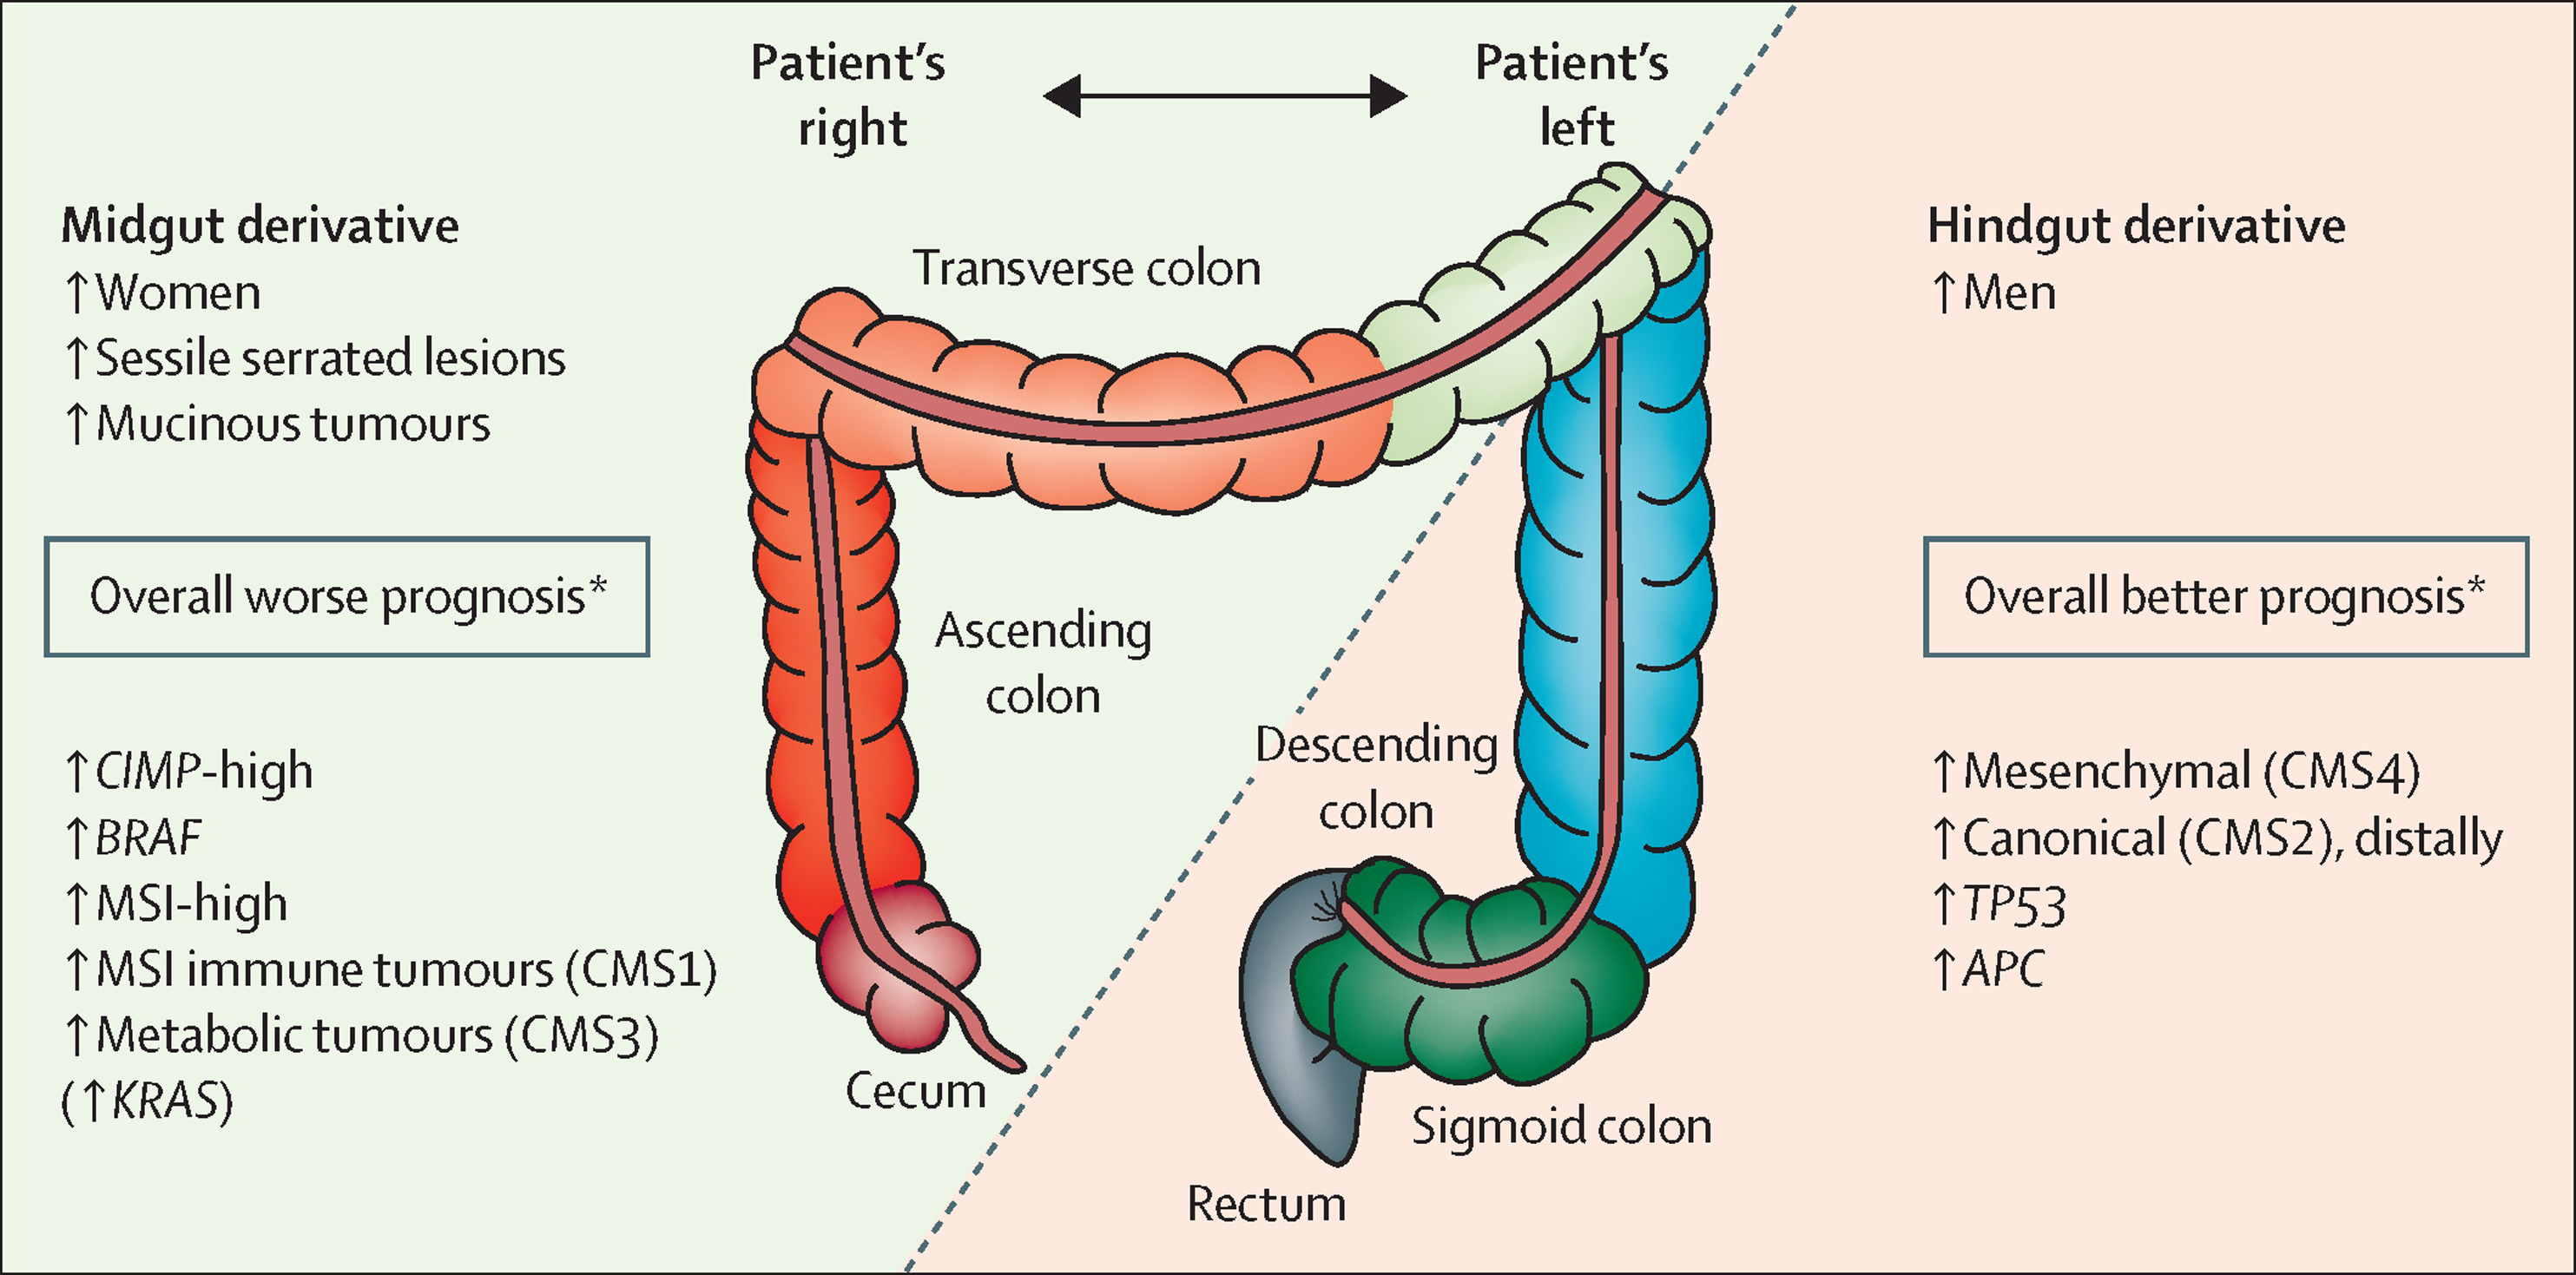 Patient's
right
Patient's
left
Midgut derivative
↑Women
↑Sessile serrated lesions
↑Mucinous tumours
Overall worse prognosis*
↑CIMP-high
↑BRAF
↑MSI-high
↑MSI immune tumours (CMS1)
↑Metabolic tumours (CMS3)
(↑KRAS)
Transverse colon
Ascending
colon
Cecum
Descending
colon
Sigmoid colon
Rectum
Hindgut derivative
↑Men
Overall better prognosis*
↑Mesenchymal (CMS4)
↑Canonical (CMS2), distally
↑TP53
↑APC